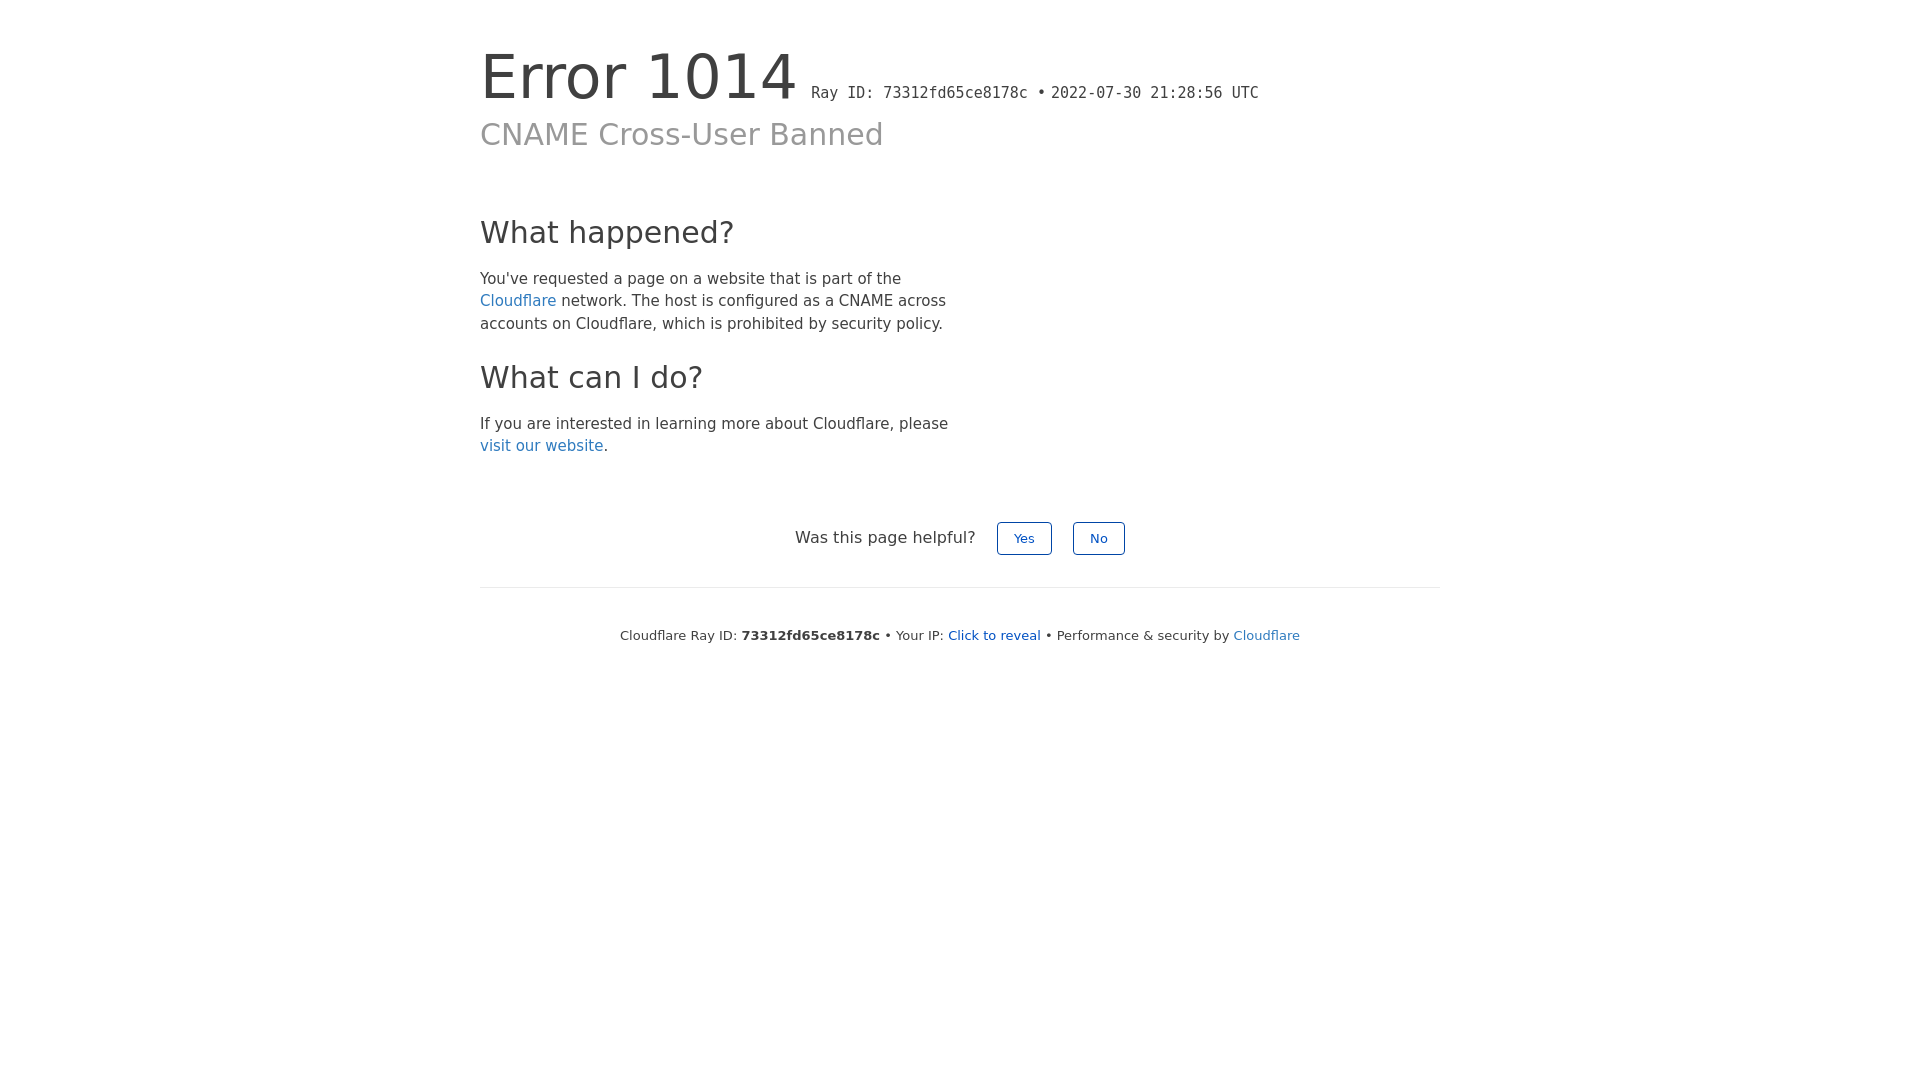 Error 1014 Ray ID: 73312fd65ce8178c • 2022-07-30 21:28:56 UTC
CNAME Cross-User Banned
What happened?
You've requested a page on a website that is part of the
Cloudflare network. The host is configured as a CNAME across
accounts on Cloudflare, which is prohibited by security policy.
What can I do?
If you are interested in learning more about Cloudflare, please
visit our website.
Was this page helpful? Yes No
Cloudflare Ray ID: 73312fd65ce8178c • Your IP: Click to reveal • Performance & security by Cloudflare